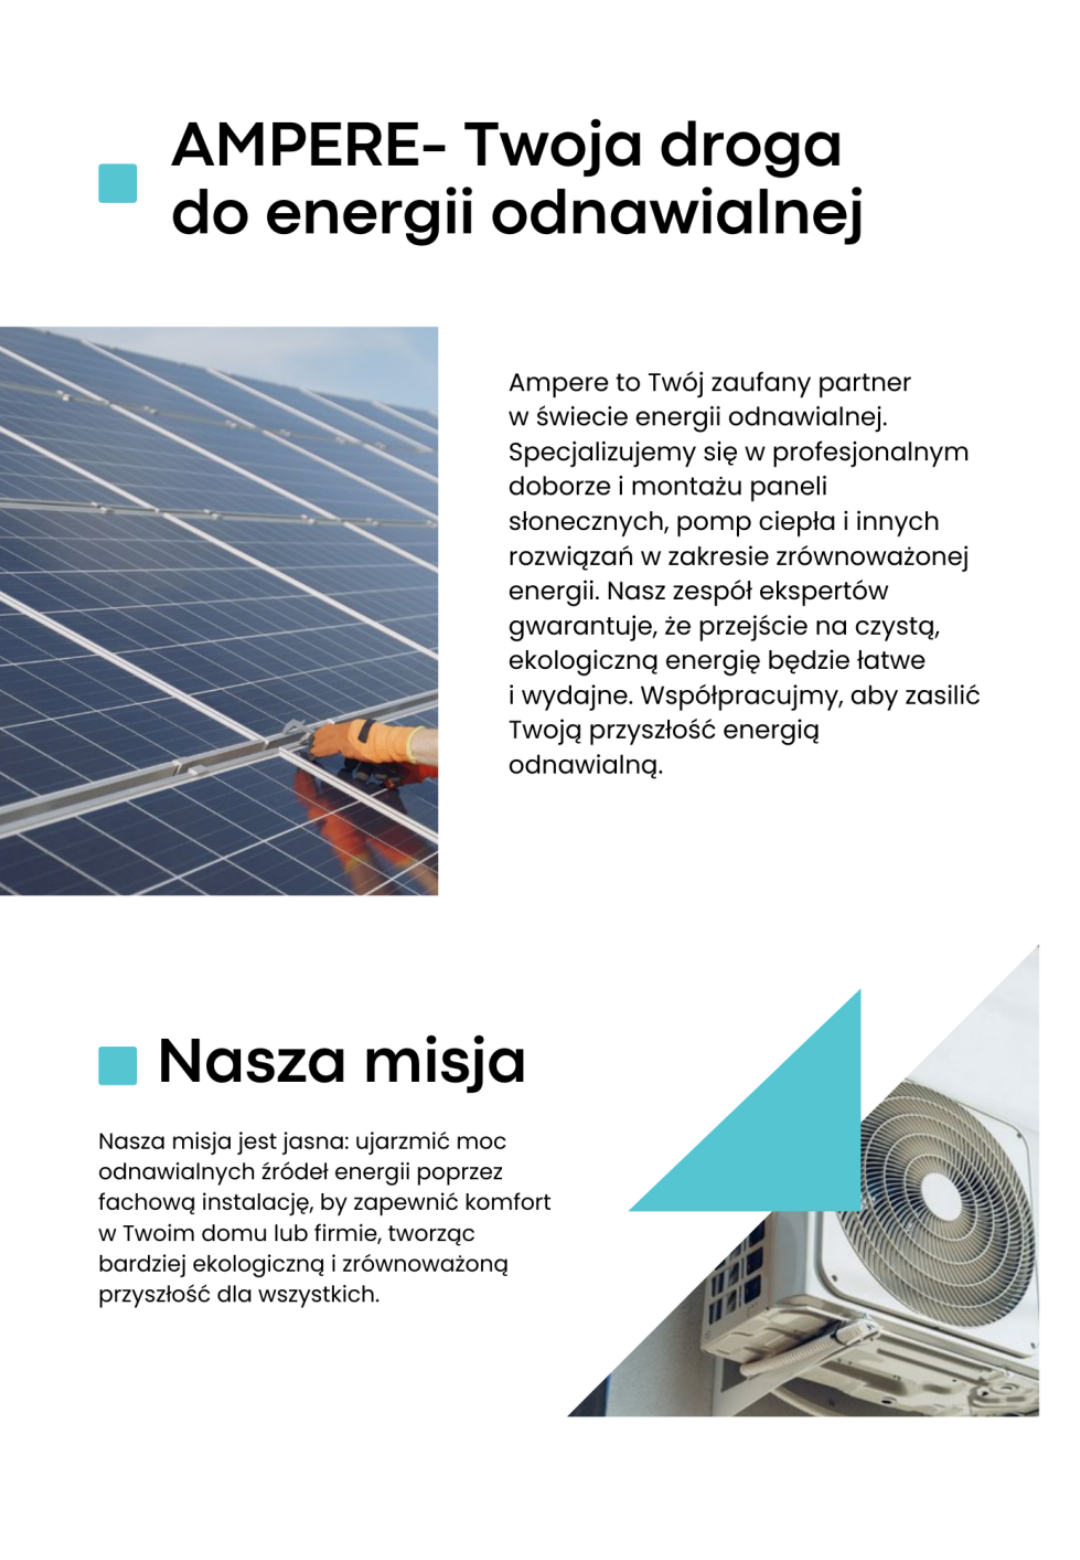 AMPERE- Twoja droga
do energii odnawialnej
Ampere to Twój zaufany partner
w świecie energii odnawialnej.
Specjalizujemy się w profesjonalnym
doborze i montażu paneli
słonecznych, pomp ciepła i innych
rozwiązań w zakresie zrównoważonej
energii. Nasz zespół ekspertów
gwarantuje, że przejście na czystą,
ekologiczną energię będzie łatwe
i wydajne. Współpracujmy, aby zasilić
Twoją przyszłość energią
odnawialną.
Nasza misja
Nasza misja jest jasna: ujarzmić moc
odnawialnych źródeł energii poprzez
fachową instalację, by zapewnić komfort
w Twoim domu lub firmie, tworząc
bardziej ekologiczną i zrównoważoną
przyszłość dla wszystkich.